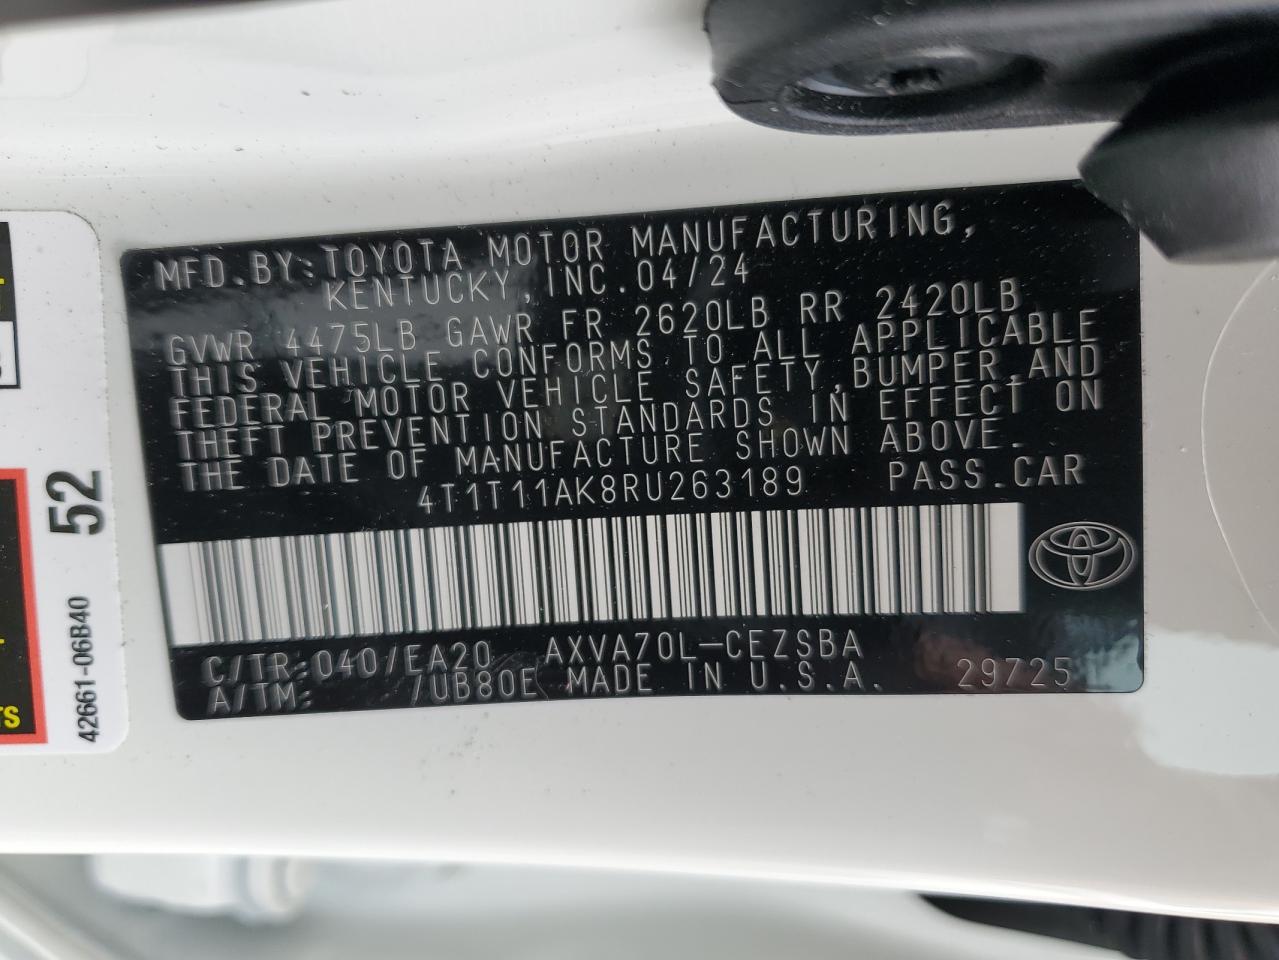 MFD.BY:TOYOTA MOTOR MANUFACTURING,
KENTUCKY, INC. 04/24
GVWR 4475LB GAWR FR 2620LB RR 2420LB
THIS VEHICLE CONFORMS TO ALL APPLICABLE
FEDERAL MOTOR VEHICLE SAFETY,BUMPER,AND
THEFT PREVENTION STANDARDS IN EFFECT ON
THE DATE OF MANUFACTURE SHOWN ABOVE.
4T1T11AK8RU263189 PASS.CAR
C/TR:040/EA20 AXVA70L-CEZSBA
A/TM: /UB80E MADE IN U.S.A. 29725
52
42661-06B40
TS